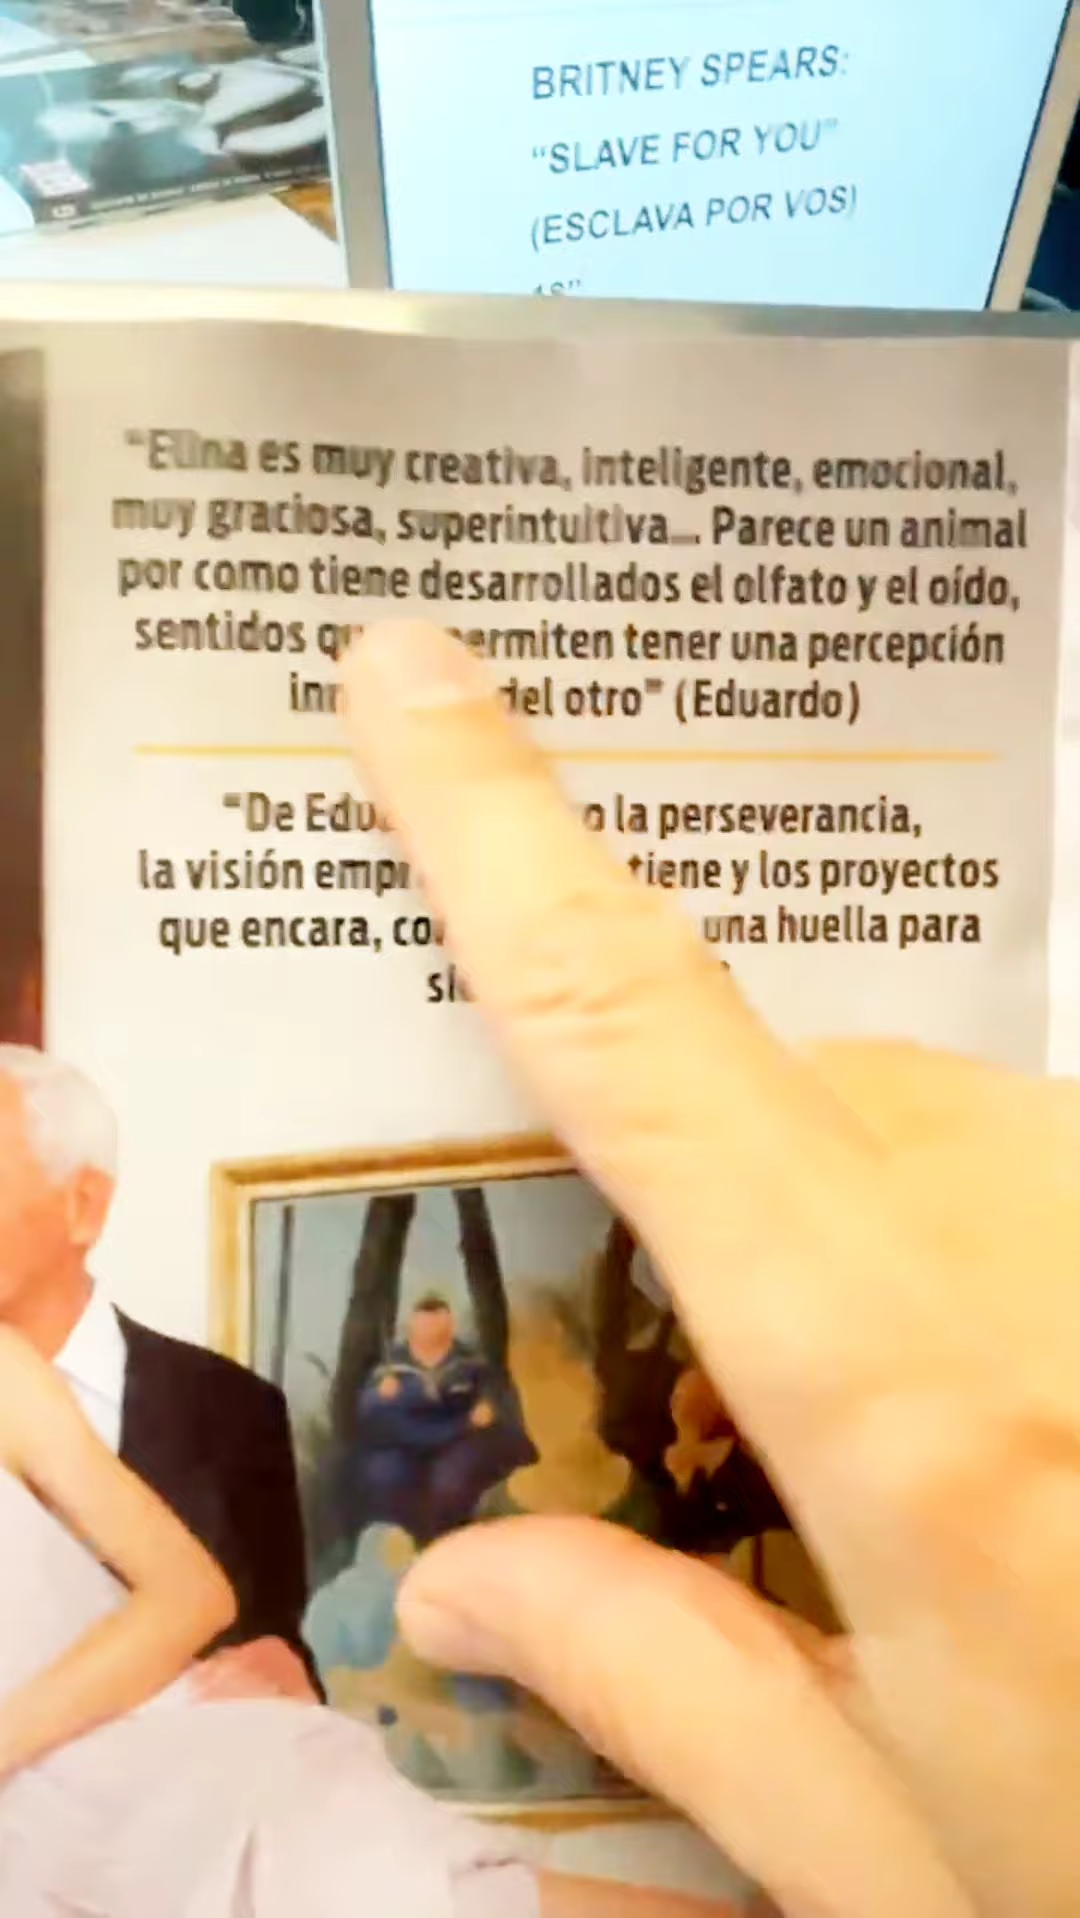 BRITNEY SPEARS:
“SLAVE FOR YOU”
(ESCLAVA POR VOS)
“Elina es muy creativa, inteligente, emocional,
muy graciosa, superintuitiva... Parece un animal
por como tiene desarrollados el olfato y el oído,
sentidos permiten tener una percepción
del otro” (Eduardo)
“De la perseverancia,
la visión tiene y los proyectos
que encara, una huella para